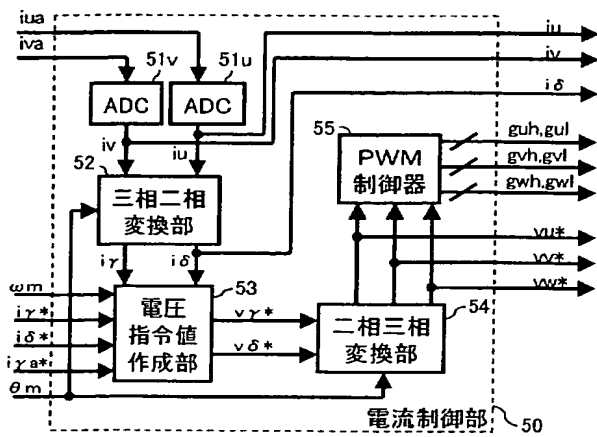 iua
iva
iu
iv
iδ
51v
51u
ADC
ADC
iv
iu
52
三相二相
変換部
iγ
iδ
55
PWM
制御器
guh,gul
gvh,gvl
gwh,gwl
vu*
vv*
vw*
ωm
iγ*
iδ*
iγa*
θm
53
電圧
指令値
作成部
vγ*
vδ*
54
二相三相
変換部
電流制御部
50